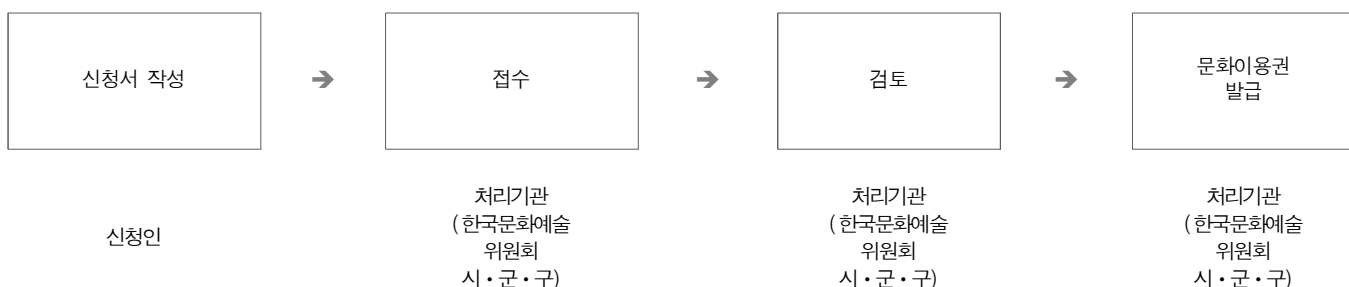 신청서 작성
➔
접수
➔
검토
➔
문화이용권
발급
신청인
처리기관
( 한국문화예술
위원회
시・군・구)
처리기관
( 한국문화예술
위원회
시・군・구)
처리기관
( 한국문화예술
위원회
시・군・구)